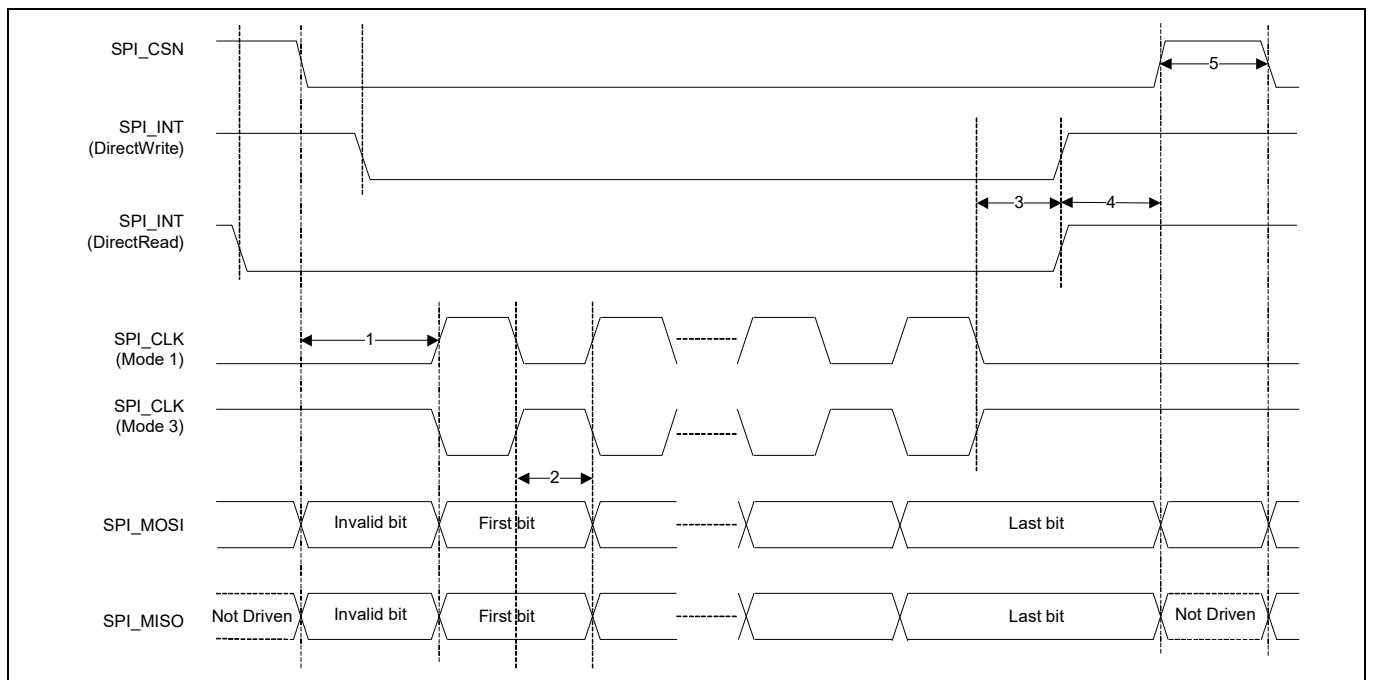 SPI_CSN
5
SPI_INT
(DirectWrite)
3
4
SPI_INT
(DirectRead)
SPI_CLK
(Mode 1)
1
SPI_CLK
(Mode 3)
2
SPI_MOSI
Invalid bit
First bit
Last bit
SPI_MISO
Not Driven
Invalid bit
First bit
Last bit
Not Driven